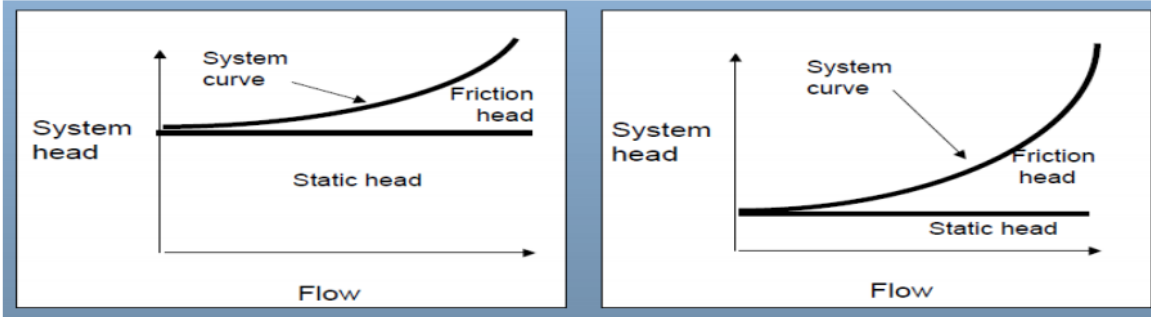 System
curve
Friction
head
System
head
Static head
Flow
System
curve
System
head
Friction
head
Static head
Flow